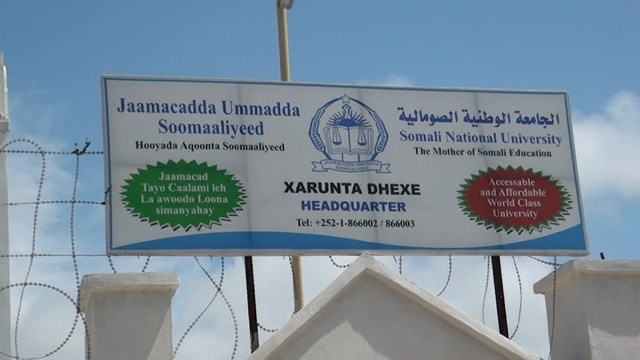 Jaamacadda Ummadda
Soomaaliyeed
Hooyada Aqoonta Soomaaliyeed
Jaamacad
Tayo Caalami leh
La awoodo Loona
simanyahay
الجامعة الوطنية الصومالية
Somali National University
The Mother of Somali Education
XARUNTA DHEXE
HEADQUARTER
Tel: +252-1-866002 / 866003
Accessable
and Affordable
World Class
University